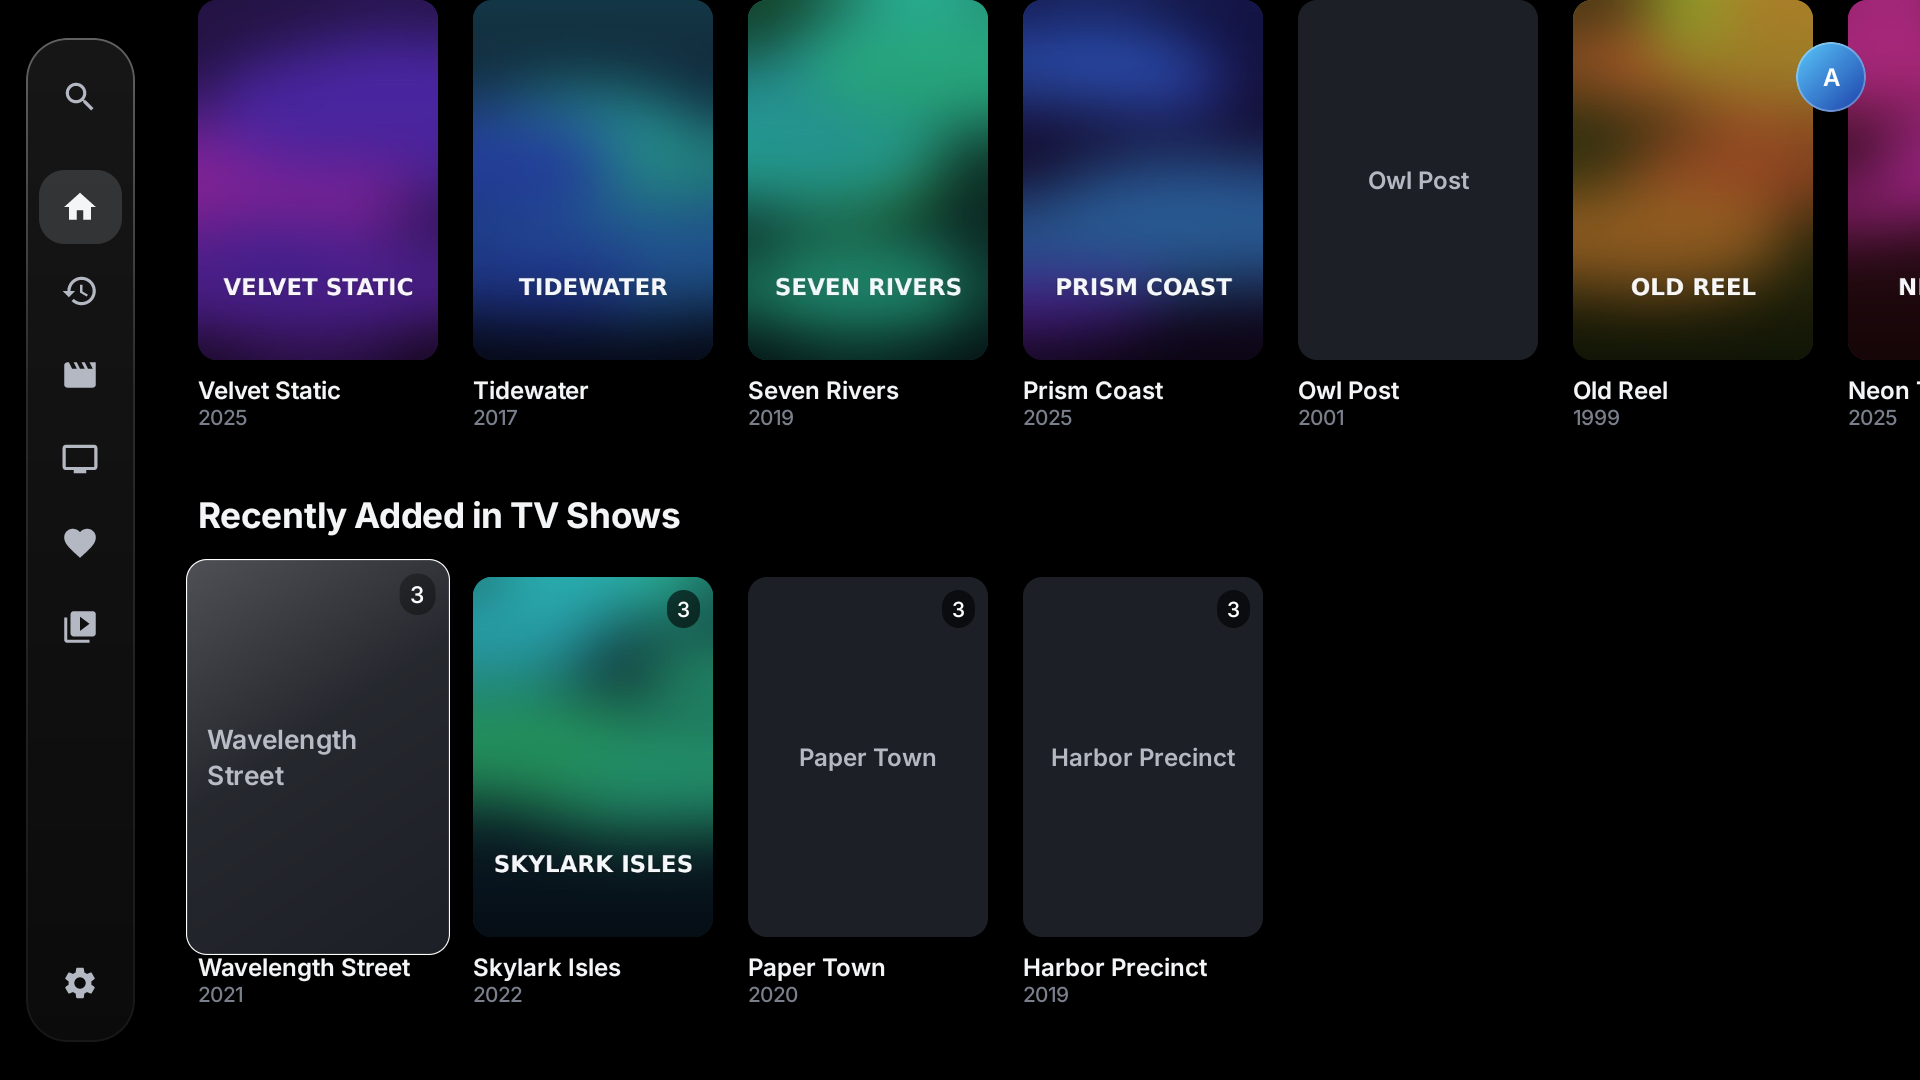 VELVET STATIC
TIDEWATER
SEVEN RIVERS
PRISM COAST
Owl Post
OLD REEL
A
Velvet Static
2025
Tidewater
2017
Seven Rivers
2019
Prism Coast
2025
Owl Post
2001
Old Reel
1999
Neon
2025
Recently Added in TV Shows
3
Wavelength
Street
Wavelength Street
2021
3
SKYLARK ISLES
Skylark Isles
2022
3
Paper Town
Paper Town
2020
3
Harbor Precinct
Harbor Precinct
2019